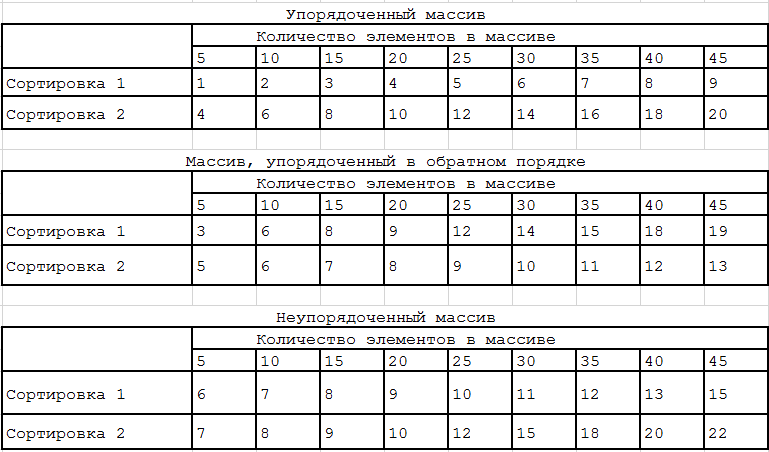 Упорядоченный массив
Количество элементов в массиве
5 10 15 20 25 30 35 40 45
Сортировка 1 1 2 3 4 5 6 7 8 9
Сортировка 2 4 6 8 10 12 14 16 18 20
Массив, упорядоченный в обратном порядке
Количество элементов в массиве
5 10 15 20 25 30 35 40 45
Сортировка 1 3 6 8 9 12 14 15 18 19
Сортировка 2 5 6 7 8 9 10 11 12 13
Неупорядоченный массив
Количество элементов в массиве
5 10 15 20 25 30 35 40 45
Сортировка 1 6 7 8 9 10 11 12 13 15
Сортировка 2 7 8 9 10 12 15 18 20 22